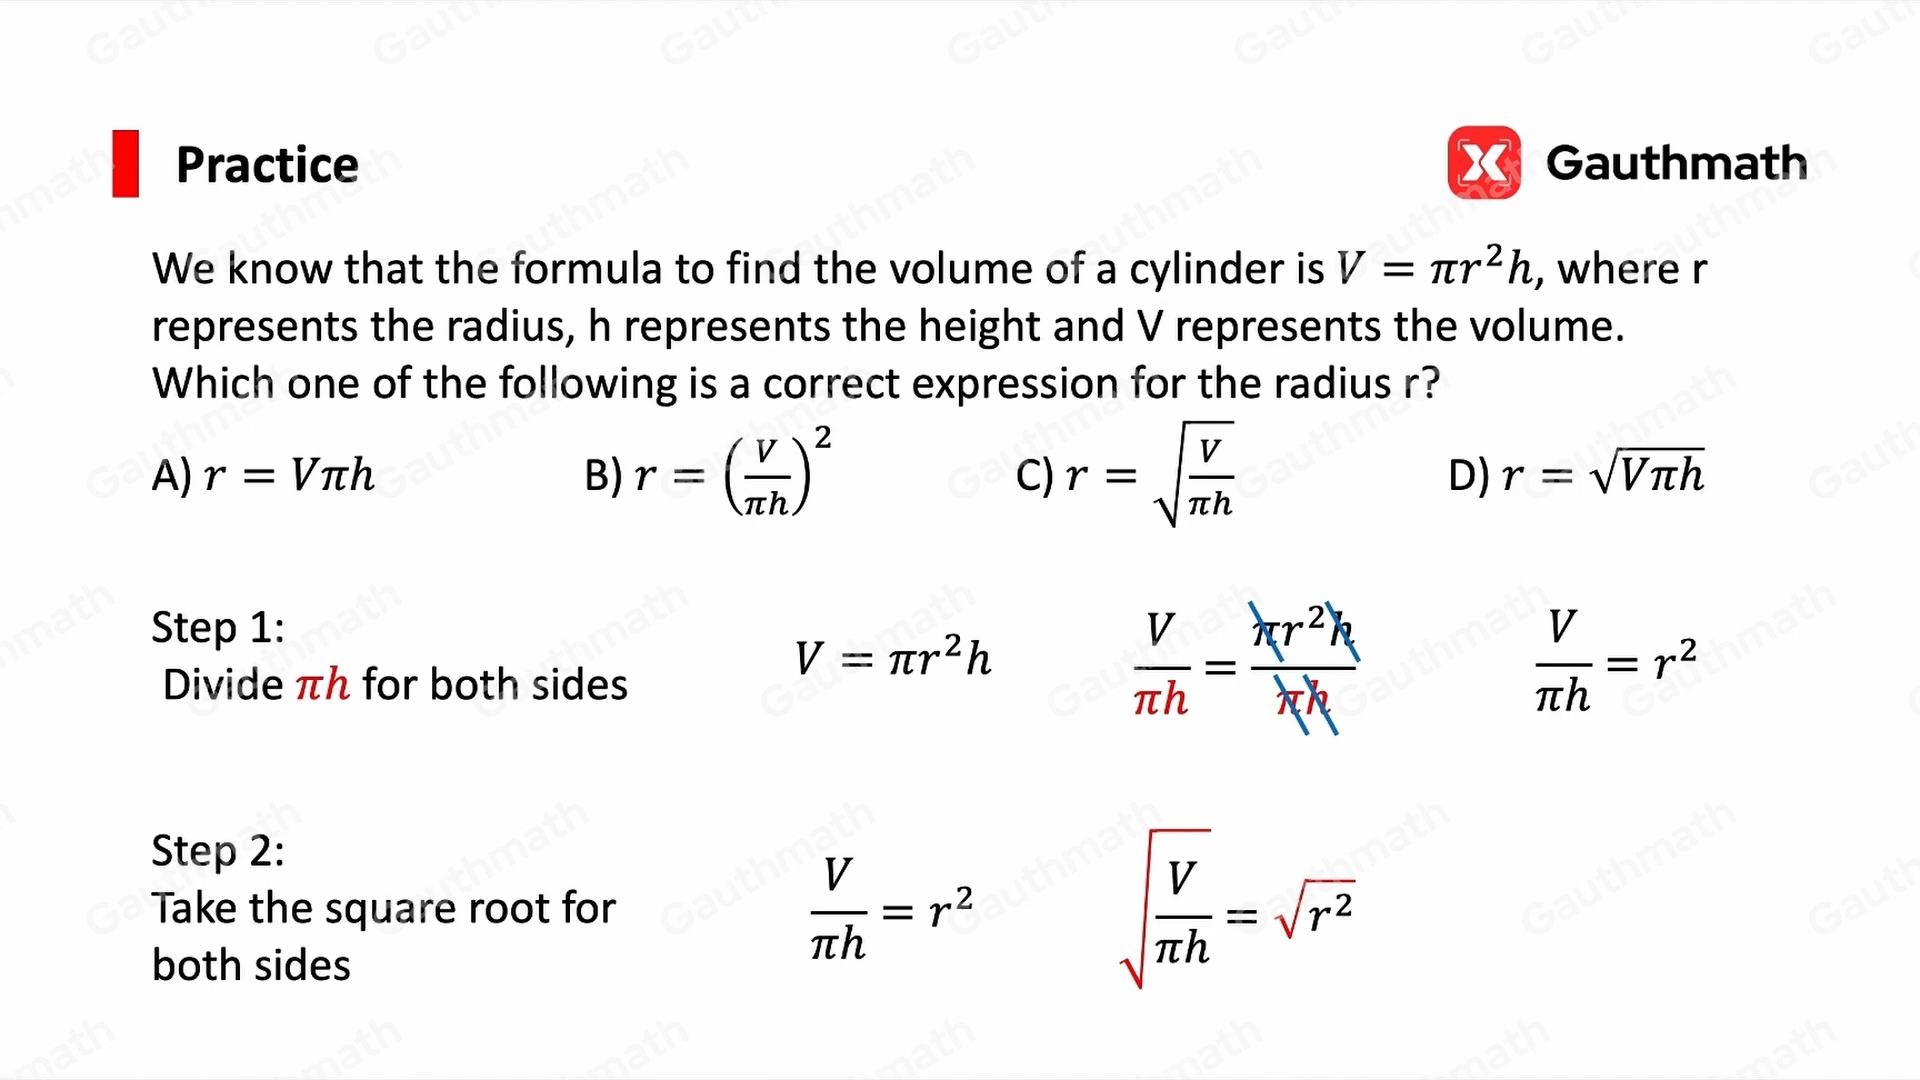 Practice
Gauthmath
We know that the formula to find the volume of a cylinder is V = πr²h, where r
represents the radius, h represents the height and V represents the volume.
Which one of the following is a correct expression for the radius r?
A) r = Vπh B) r = (V/πh)² C) r = √(V/πh) D) r = √(Vπh)
Step 1:
Divide πh for both sides
V = πr²h V/πh = πr²h/πh V/πh = r²
Step 2:
Take the square root for
both sides
V/πh = r² √(V/πh) = √(r²)